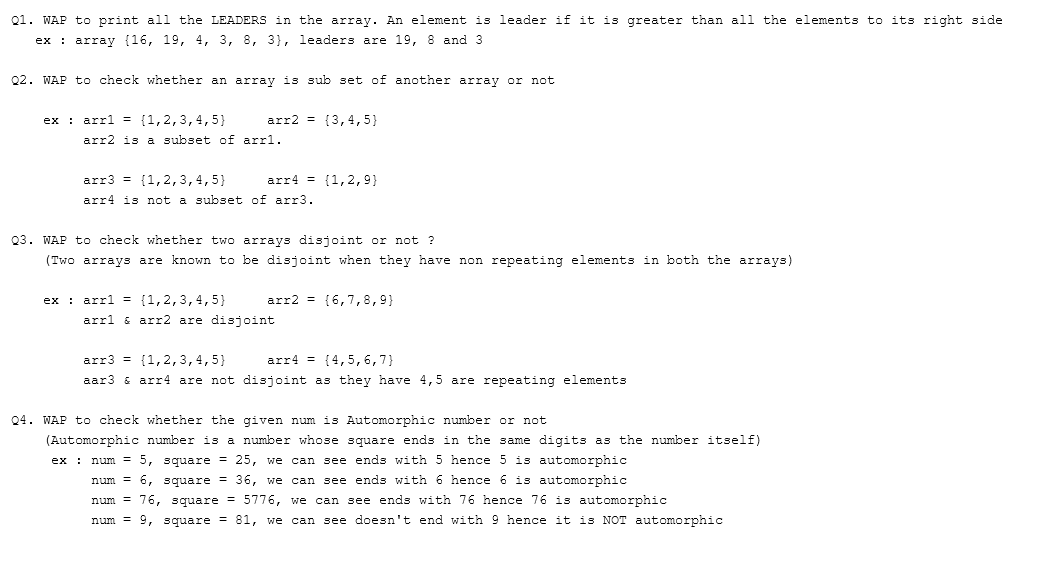 Q1. WAP to print all the LEADERS in the array. An element is leader if it is greater than all the elements to its right side
ex : array {16, 19, 4, 3, 8, 3}, leaders are 19, 8 and 3
Q2. WAP to check whether an array is sub set of another array or not
ex : arr1 = {1,2,3,4,5}     arr2 = {3,4,5}
arr2 is a subset of arr1.
arr3 = {1,2,3,4,5}     arr4 = {1,2,9}
arr4 is not a subset of arr3.
Q3. WAP to check whether two arrays disjoint or not ?
(Two arrays are known to be disjoint when they have non repeating elements in both the arrays)
ex : arr1 = {1,2,3,4,5}     arr2 = {6,7,8,9}
arr1 & arr2 are disjoint
arr3 = {1,2,3,4,5}     arr4 = {4,5,6,7}
aar3 & arr4 are not disjoint as they have 4,5 are repeating elements
Q4. WAP to check whether the given num is Automorphic number or not
(Automorphic number is a number whose square ends in the same digits as the number itself)
ex : num = 5, square = 25, we can see ends with 5 hence 5 is automorphic
num = 6, square = 36, we can see ends with 6 hence 6 is automorphic
num = 76, square = 5776, we can see ends with 76 hence 76 is automorphic
num = 9, square = 81, we can see doesn't end with 9 hence it is NOT automorphic